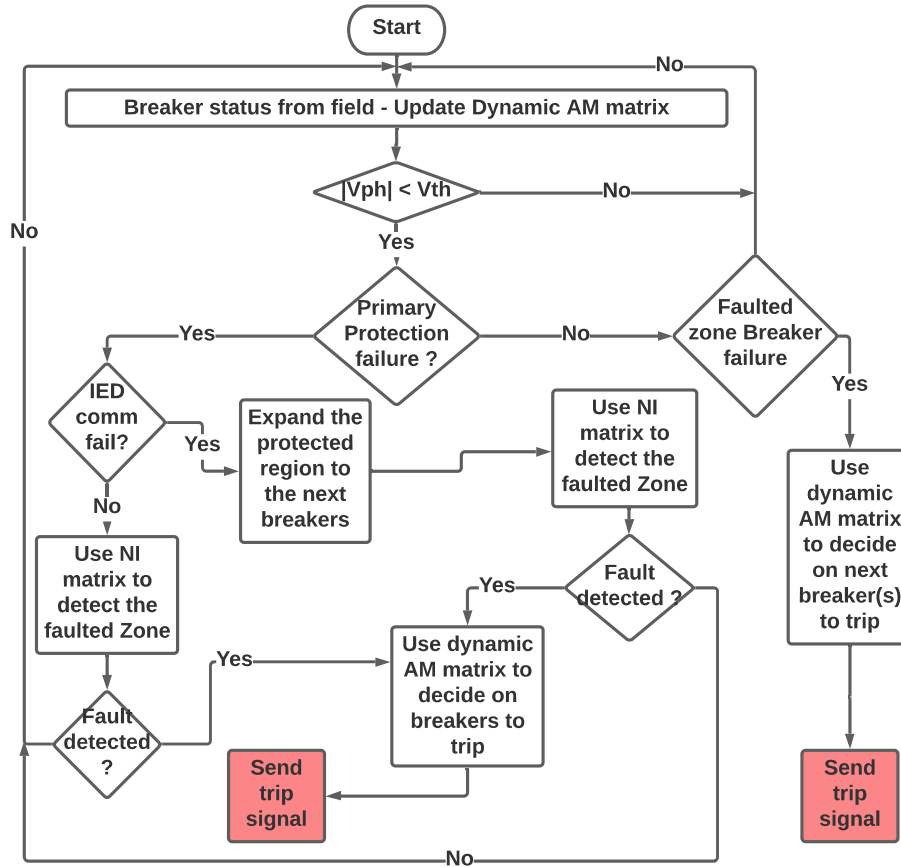 Start
No
Breaker status from field - Update Dynamic AM matrix
|Vph| < Vth
No
No
Yes
Primary
Protection
failure ?
Yes
No
Faulted
zone Breaker
failure
Yes
IED
comm
fail?
Yes
No
Expand the
protected
region to
the next
breakers
Use NI
matrix to
detect the
faulted Zone
Use
dynamic
AM matrix
to decide
on next
breaker(s)
to trip
Use NI
matrix to
detect the
faulted Zone
Fault
detected ?
Yes
Yes
Use dynamic
AM matrix to
decide on
breakers to
trip
Fault
detected
?
Send
trip
signal
Send
trip
signal
No